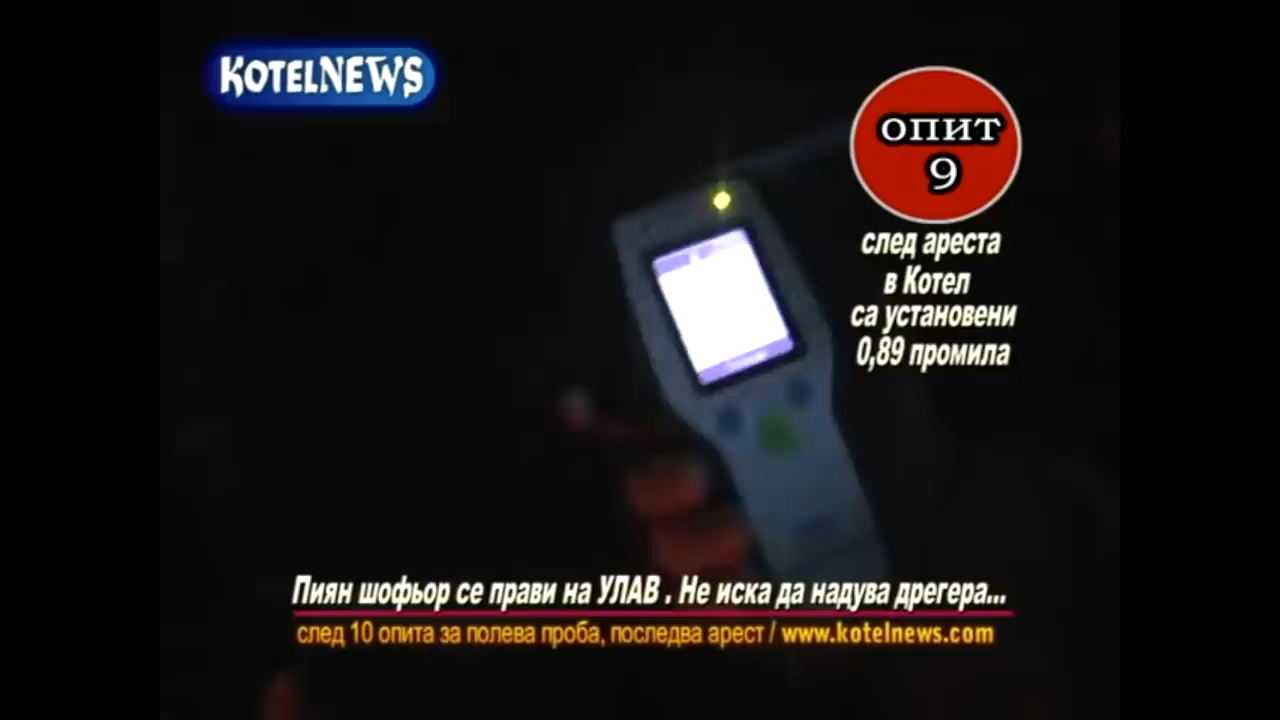 KOTELNEWS
ОПИТ
9
след ареста
в Котел
са установени
0,89 промила
Пиян шофьор се прави на УЛАВ . Не иска да надува дрегера...
след 10 опита за полева проба, последва арест / www.kotelnews.com